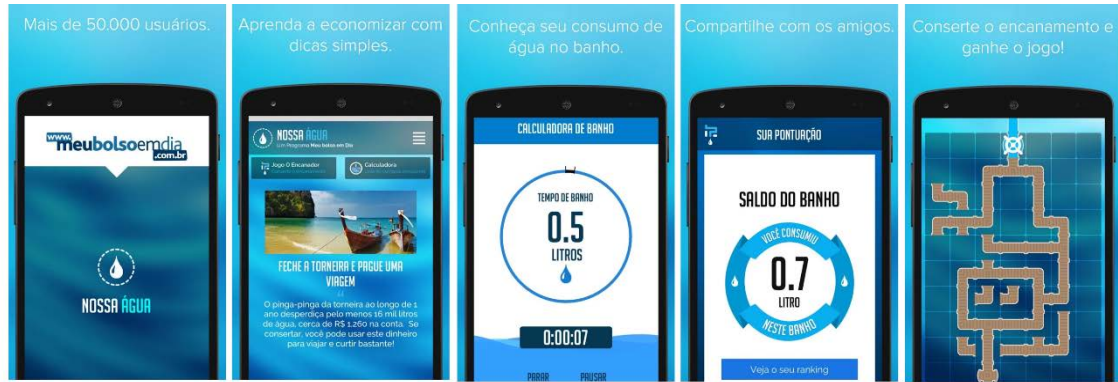 Mais de 50.000 usuários.
www.
meubolsoemdia
.com.br
NOSSA ÁGUA
Aprenda a economizar com
dicas simples.
NOSSA ÁGUA
Um Programa Meu bolso em Dia
Jogo O Encanador
Calculadora
FECHE A TORNEIRA E PAGUE UMA
VIAGEM
O pinga-pinga da torneira ao longo de 1
ano desperdiça pelo menos 16 mil litros
de água, cerca de R$ 1.260 na conta. Se
consertar, você pode usar este dinheiro
para viajar e curtir bastante!
Conheça seu consumo de
água no banho.
CALCULADORA DE BANHO
TEMPO DE BANHO
0.5
LITROS
0:00:07
PARAR PAUSAR
Compartilhe com os amigos.
SUA PONTUAÇÃO
SALDO DO BANHO
VOCÊ CONSUMIU
0.7
LITRO
NESTE BANHO
Veja o seu ranking
Conserte o encanamento e
ganhe o jogo!